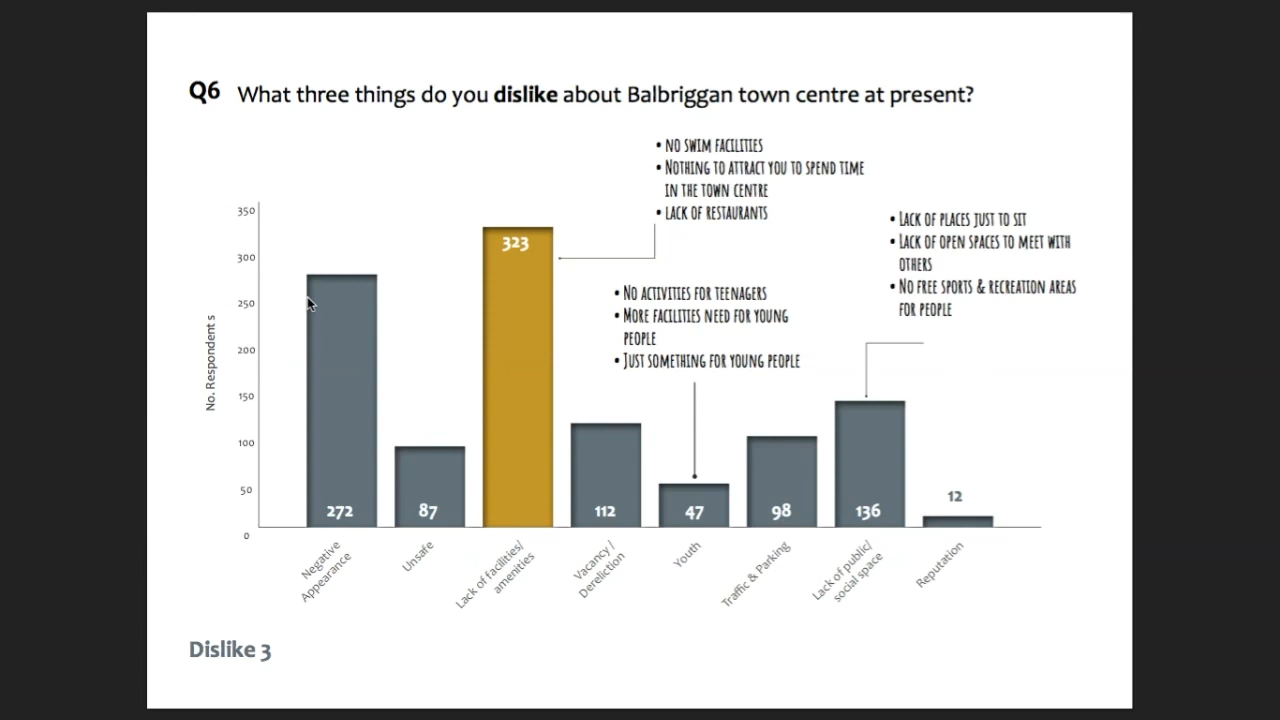 Q6 What three things do you dislike about Balbriggan town centre at present?
• NO SWIM FACILITIES
• NOTHING TO ATTRACT YOU TO SPEND TIME
IN THE TOWN CENTRE
• LACK OF RESTAURANTS
• LACK OF PLACES JUST TO SIT
• LACK OF OPEN SPACES TO MEET WITH
OTHERS
• NO FREE SPORTS & RECREATION AREAS
FOR PEOPLE
• NO ACTIVITIES FOR TEENAGERS
• MORE FACILITIES NEED FOR YOUNG
PEOPLE
• JUST SOMETHING FOR YOUNG PEOPLE
No. Respondent s
350
300
250
200
150
100
50
0
272
87
323
112
47
98
136
12
Negative
Appearance
Unsafe
Lack of facilities/
amenities
Vacancy /
Dereliction
Youth
Traffic & Parking
Lack of public/
social space
Reputation
Dislike 3